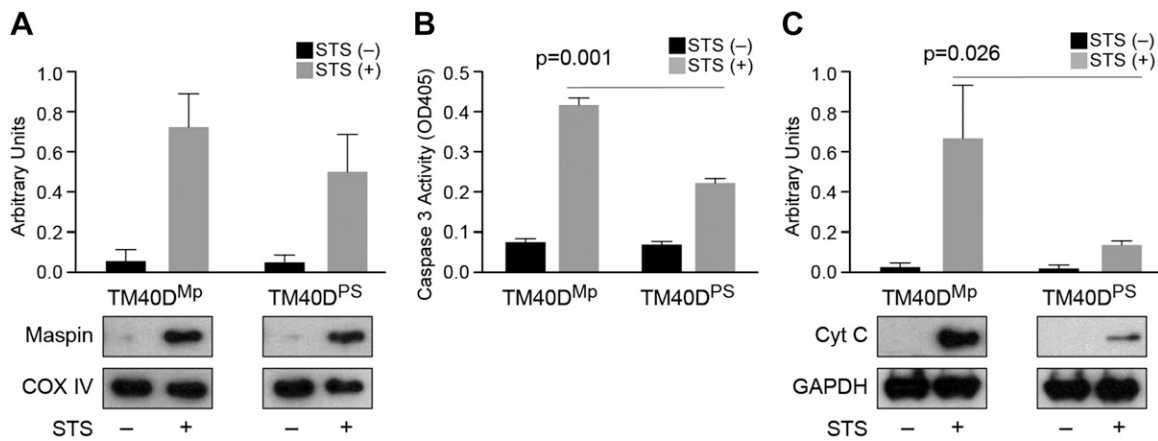 A
STS (–)
STS (+)
Arbitrary Units
1.0
0.8
0.6
0.4
0.2
0.0
TM40D^Mp TM40D^PS
Maspin
COX IV
STS – + – +
B
STS (–)
STS (+)
p=0.001
Caspase 3 Activity (OD405)
0.5
0.4
0.3
0.2
0.1
0.0
TM40D^Mp TM40D^PS
C
STS (–)
STS (+)
p=0.026
Arbitrary Units
1.0
0.8
0.6
0.4
0.2
0.0
TM40D^Mp TM40D^PS
Cyt C
GAPDH
STS – + – +